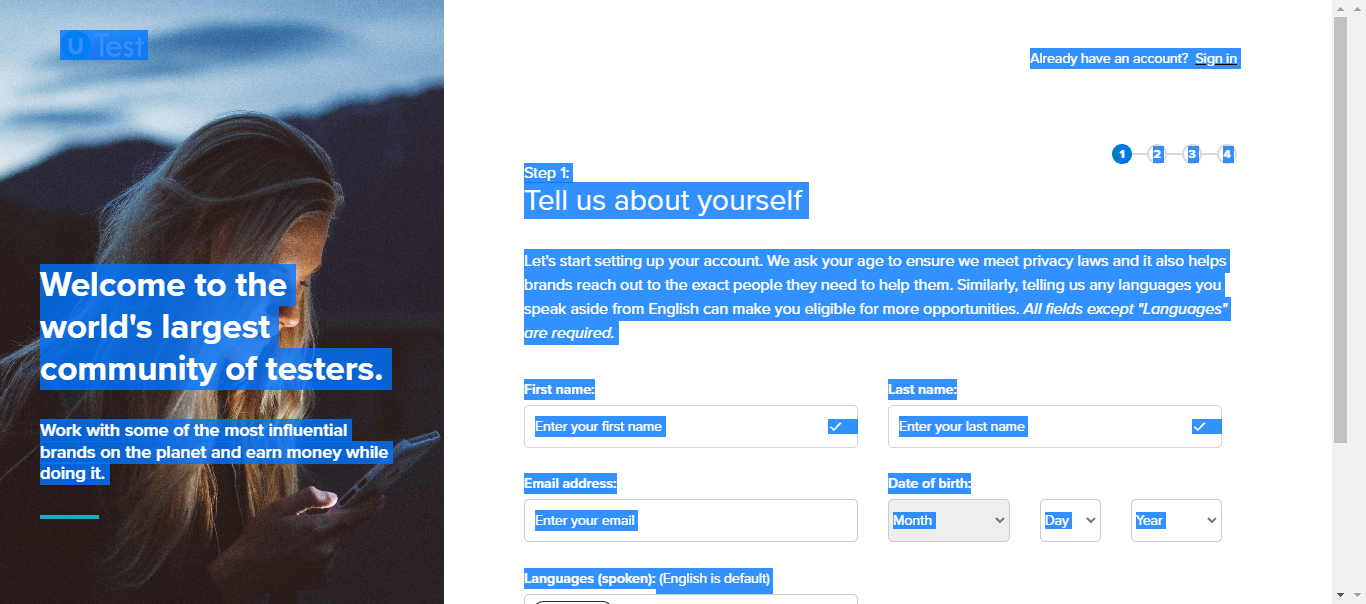 u Test
Already have an account? Sign in
1 2 3 4
Welcome to the
world's largest
community of testers.
Work with some of the most influential
brands on the planet and earn money while
doing it.
Step 1:
Tell us about yourself
Let's start setting up your account. We ask your age to ensure we meet privacy laws and it also helps
brands reach out to the exact people they need to help them. Similarly, telling us any languages you
speak aside from English can make you eligible for more opportunities. All fields except "Languages"
are required.
First name: Last name:
Enter your first name Enter your last name
Email address: Date of birth:
Enter your email Month Day Year
Languages (spoken): (English is default)